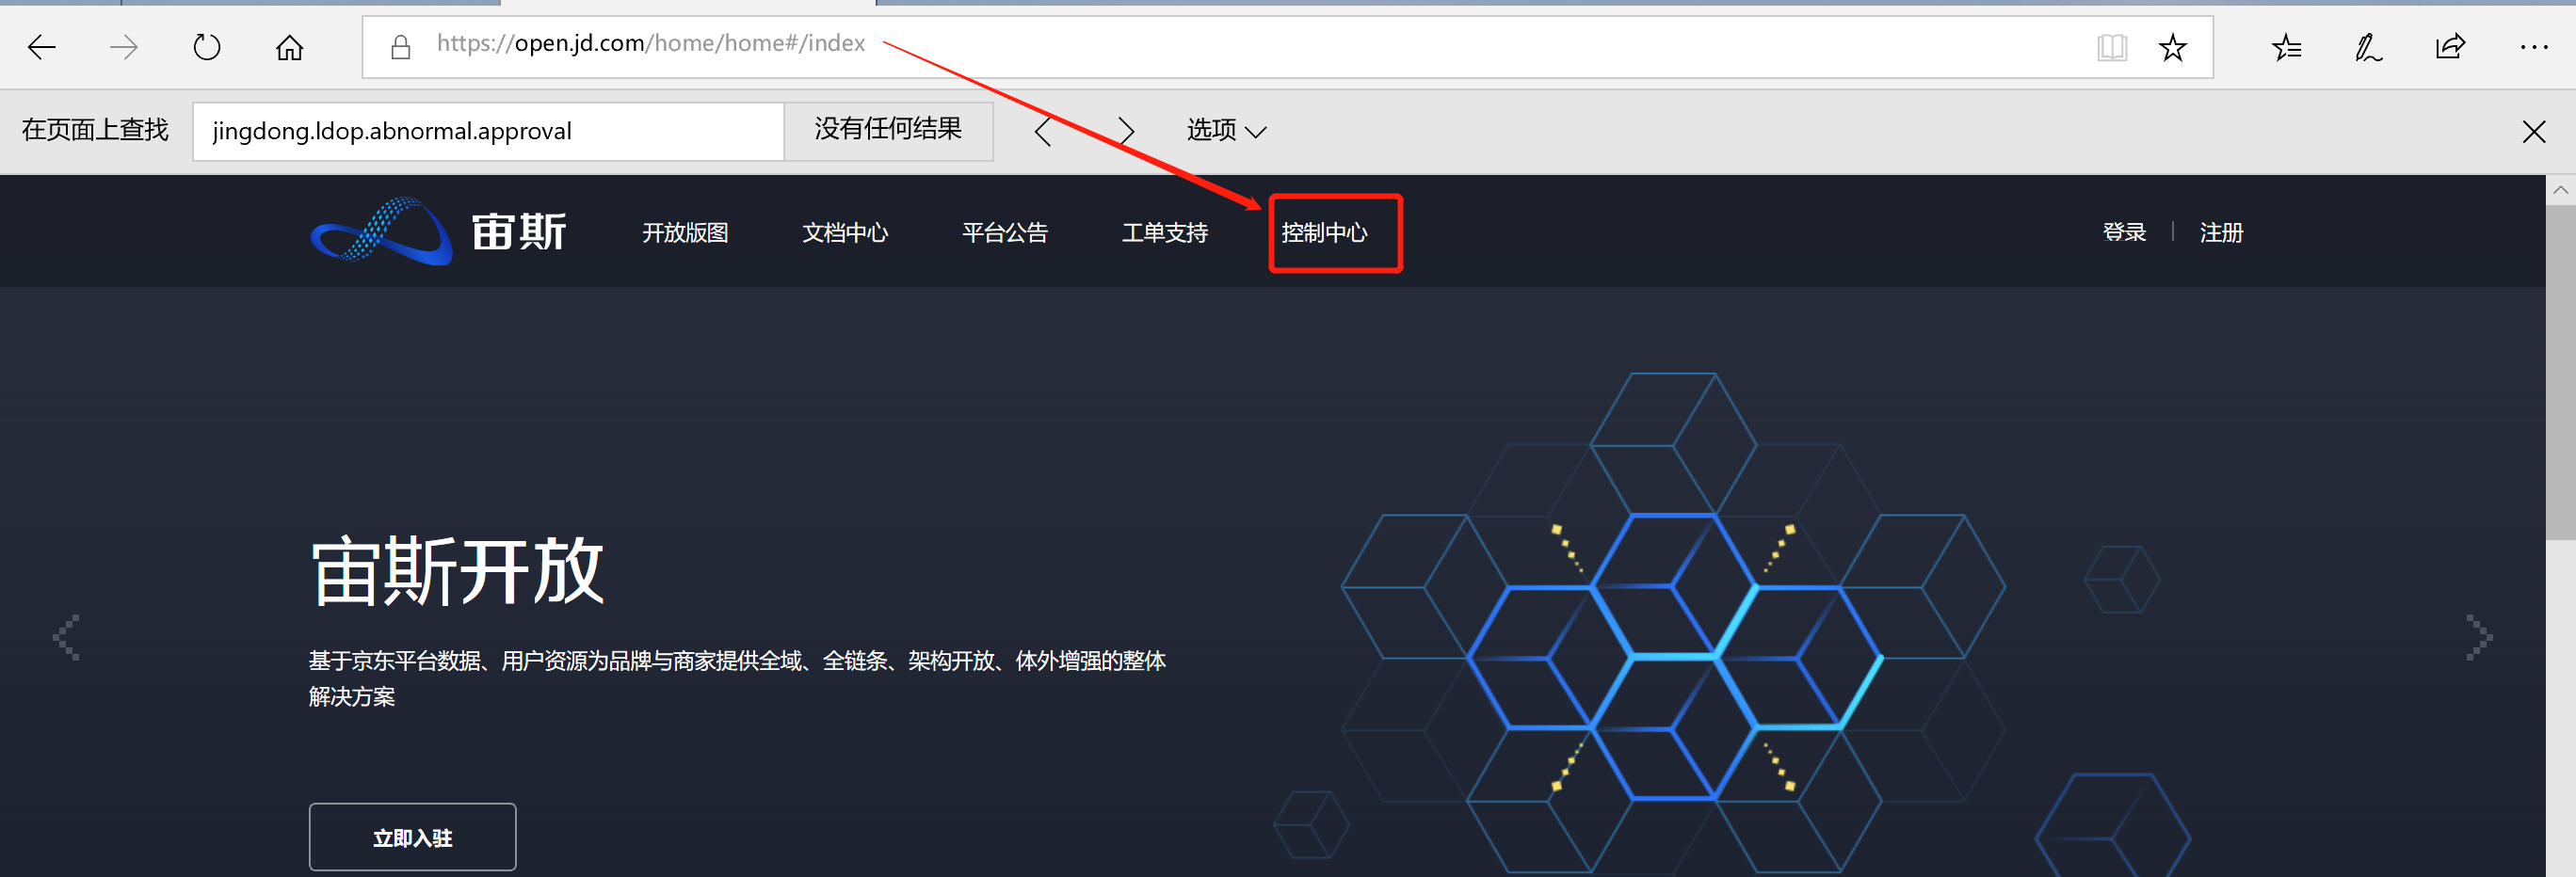 https://open.jd.com/home/home#/index
在页面上查找 jingdong.ldop.abnormal.approval 没有任何结果 选项
宙斯 开放版图 文档中心 平台公告 工单支持 控制中心 登录 | 注册
宙斯开放
基于京东平台数据、用户资源为品牌与商家提供全域、全链条、架构开放、体外增强的整体
解决方案
立即入驻